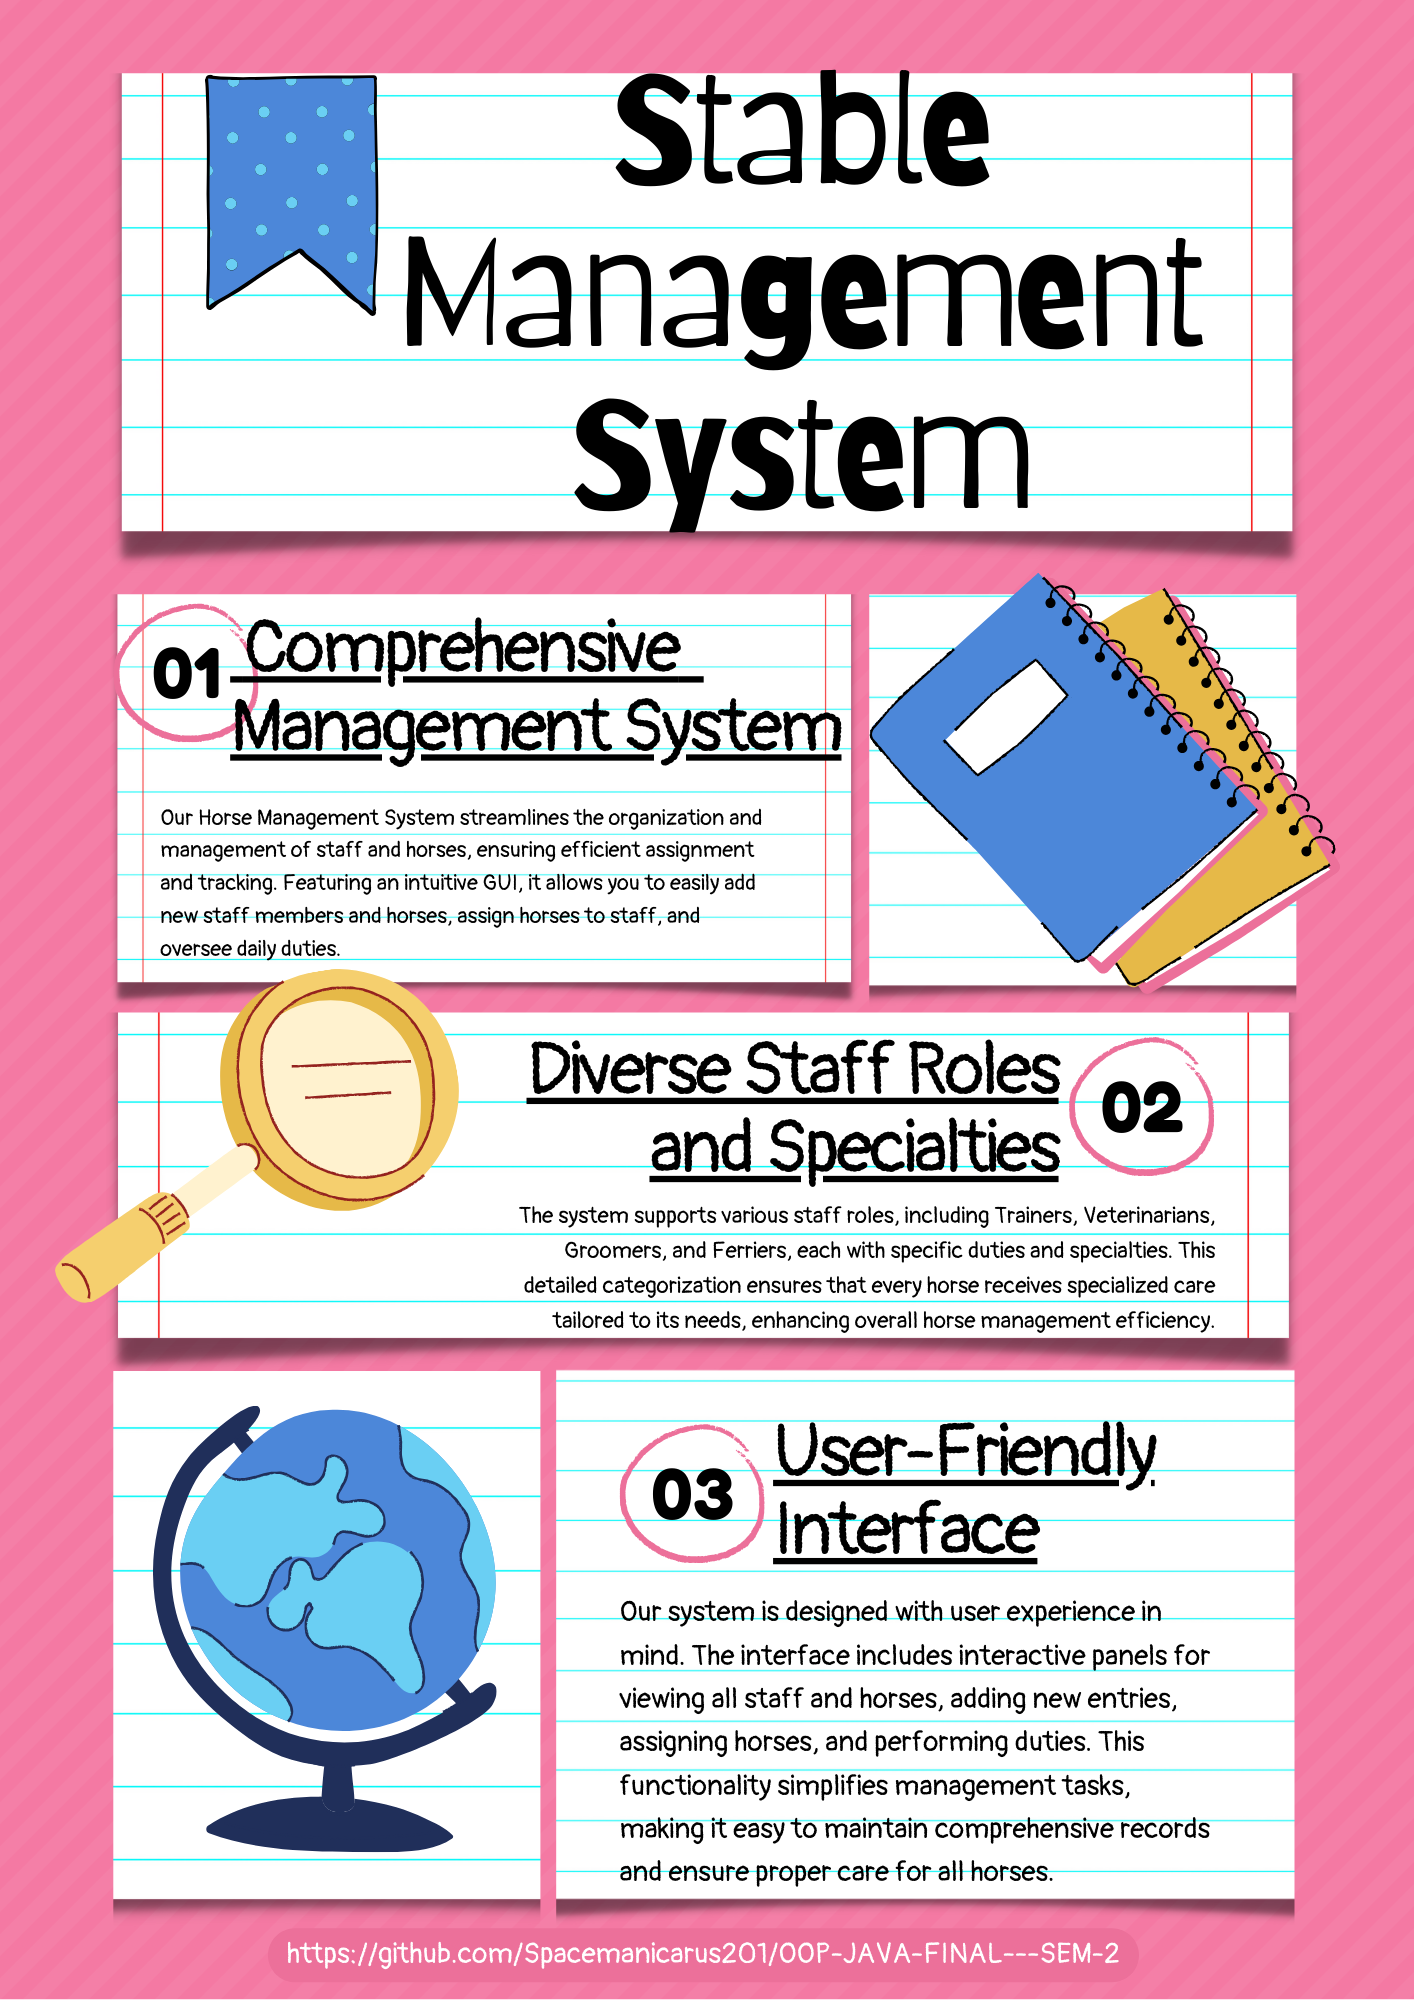 Stable
Management
System
01
Comprehensive
Management System
Our Horse Management System streamlines the organization and
management of staff and horses, ensuring efficient assignment
and tracking. Featuring an intuitive GUI, it allows you to easily add
new staff members and horses, assign horses to staff, and
oversee daily duties.
Diverse Staff Roles
and Specialties
02
The system supports various staff roles, including Trainers, Veterinarians,
Groomers, and Ferriers, each with specific duties and specialties. This
detailed categorization ensures that every horse receives specialized care
tailored to its needs, enhancing overall horse management efficiency.
03
User-Friendly
Interface
Our system is designed with user experience in
mind. The interface includes interactive panels for
viewing all staff and horses, adding new entries,
assigning horses, and performing duties. This
functionality simplifies management tasks,
making it easy to maintain comprehensive records
and ensure proper care for all horses.
https://github.com/Spacemanicarus201/OOP-JAVA-FINAL---SEM-2